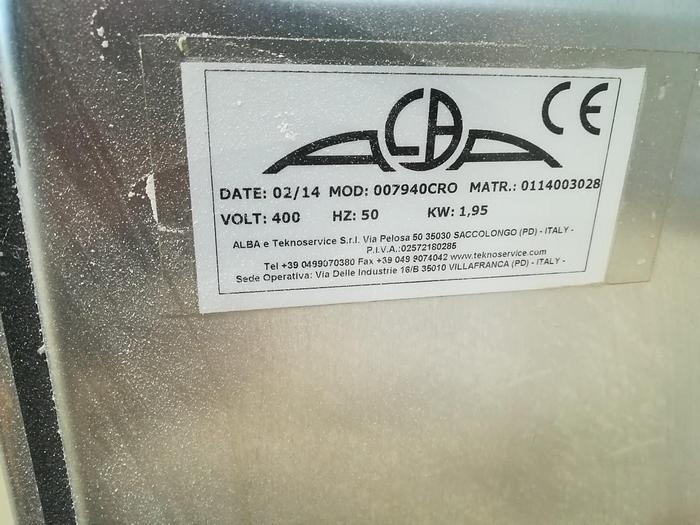 ALBA
CE
DATE: 02/14 MOD: 007940CRO MATR.: 0114003028
VOLT: 400 HZ: 50 KW: 1,95
ALBA e Teknoservice S.r.l. Via Pelosa 50 35030 SACCOLONGO (PD) - ITALY -
P.I.V.A.:02572180285
Tel +39 0499070380 Fax +39 049 9074042 www.teknoservice.com
Sede Operativa: Via Delle Industrie 16/B 35010 VILLAFRANCA (PD) - ITALY -